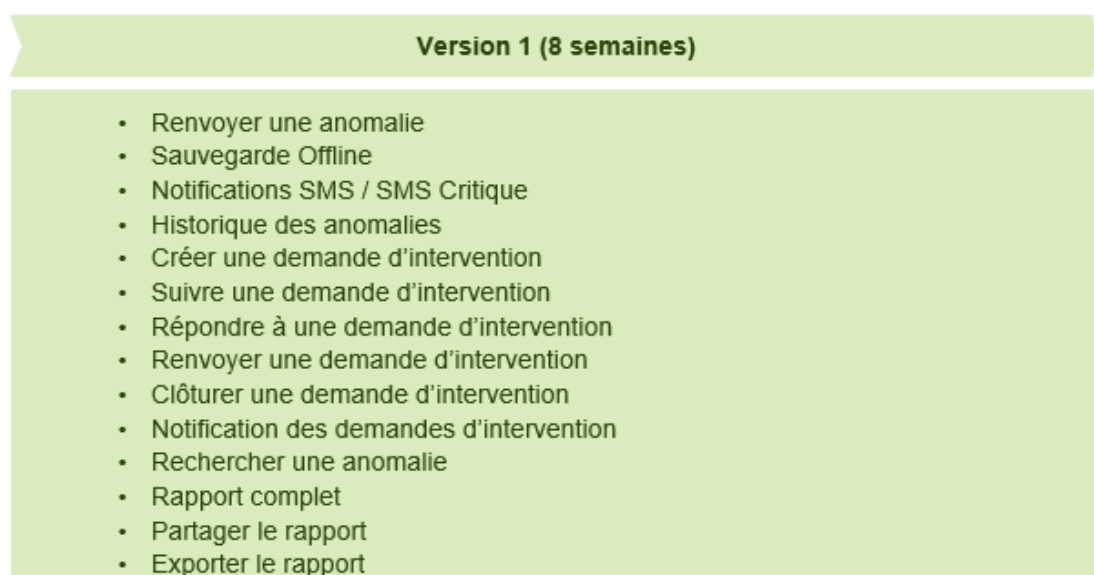 Version 1 (8 semaines)
• Renvoyer une anomalie
• Sauvegarde Offline
• Notifications SMS / SMS Critique
• Historique des anomalies
• Créer une demande d’intervention
• Suivre une demande d’intervention
• Répondre à une demande d’intervention
• Renvoyer une demande d’intervention
• Clôturer une demande d’intervention
• Notification des demandes d’intervention
• Rechercher une anomalie
• Rapport complet
• Partager le rapport
• Exporter le rapport